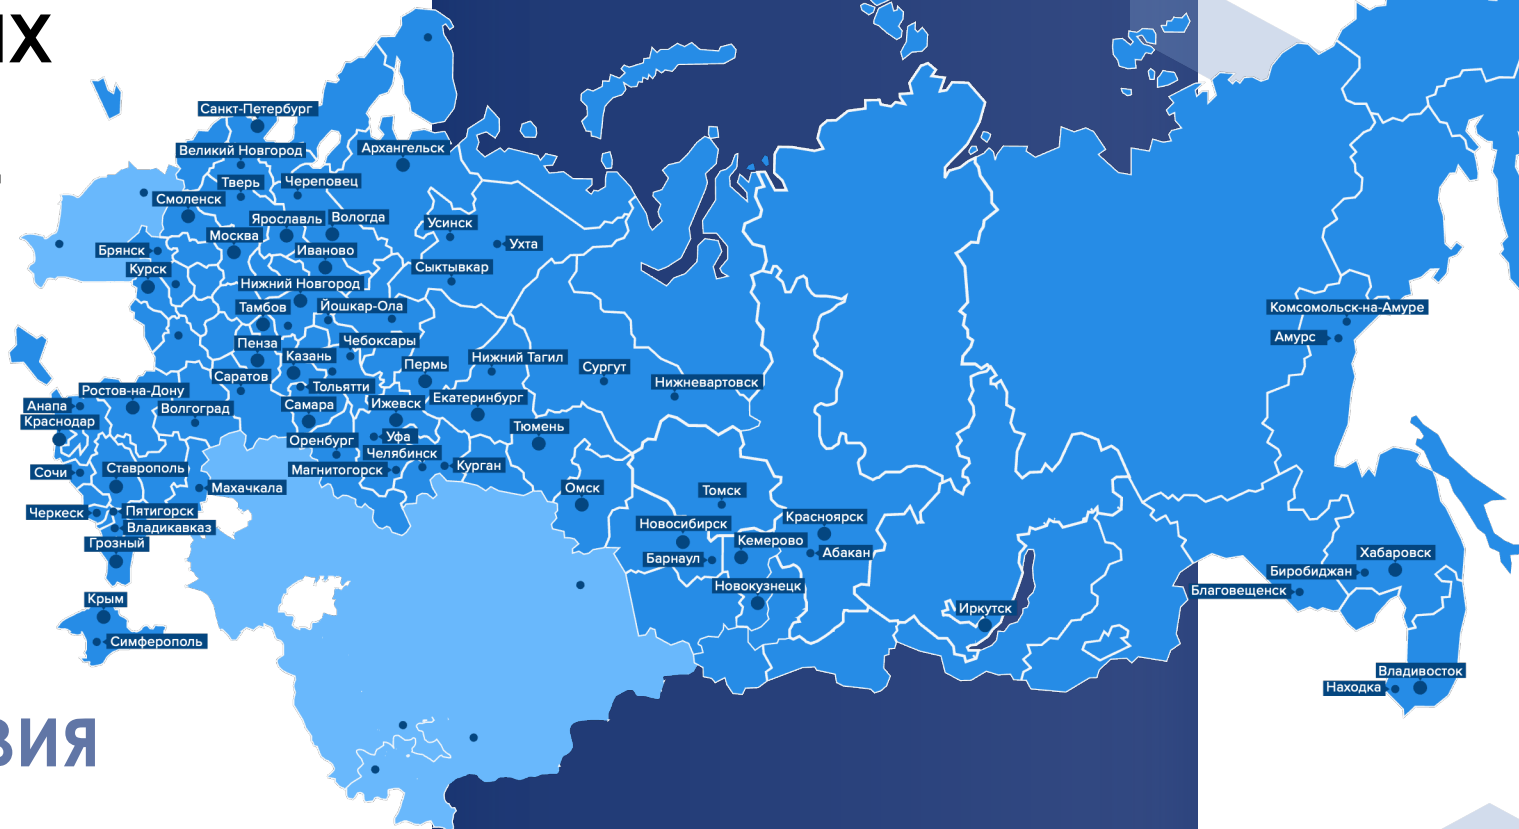 ІХ
Санкт-Петербург
Великий Новгород
Архангельск
Тверь
Череповец
Смоленск
Ярославль
Вологда
Усинск
Москва
Ухта
Брянск
Иваново
Курск
Сыктывкар
Нижний Новгород
Тамбов
Йошкар-Ола
Комсомольск-на-Амуре
Амурс
Пенза
Чебоксары
Казань
Нижний Тагил
Пермь
Сургут
Саратов
Тольятти
Нижневартовск
Ростов-на-Дону
Анапа
Волгоград
Самара
Ижевск
Екатеринбург
Краснодар
Тюмень
Оренбург
Уфа
Челябинск
Сочи
Ставрополь
Магнитогорск
Курган
Махачкала
Омск
Томск
Черкеск
Пятигорск
Красноярск
Владикавказ
Новосибирск
Грозный
Кемерово
Барнаул
Абакан
Хабаровск
Биробиджан
Новокузнецк
Благовещенск
Крым
Иркутск
Симферополь
Владивосток
Находка
ВИЯ